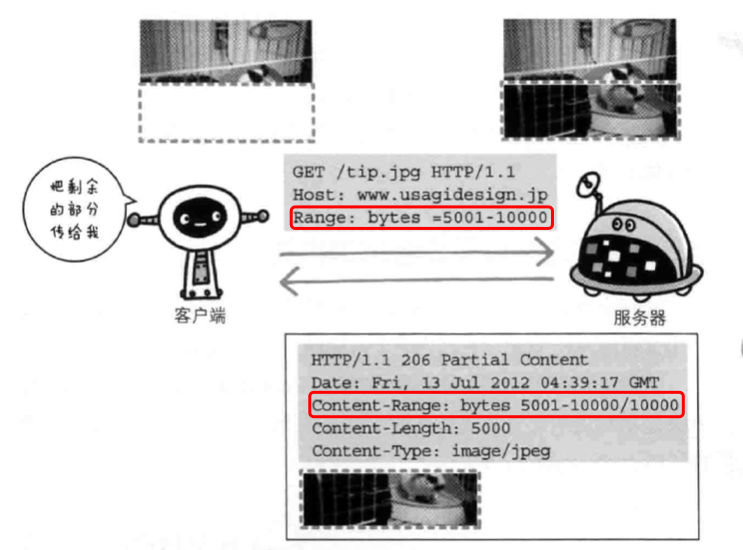 把剩余
的部分
传给我
GET /tip.jpg HTTP/1.1
Host: www.usagidesign.jp
Range: bytes =5001-10000
客户端
服务器
HTTP/1.1 206 Partial Content
Date: Fri, 13 Jul 2012 04:39:17 GMT
Content-Range: bytes 5001-10000/10000
Content-Length: 5000
Content-Type: image/jpeg